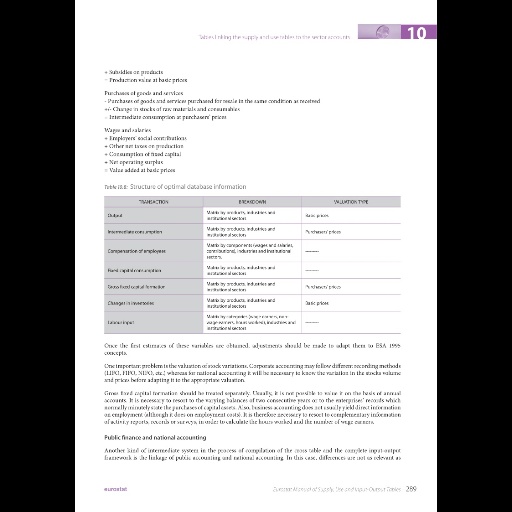 Tables linking the supply and use tables to the sector accounts
10
+ Subsidies on products
= Production value at basic prices
Purchases of goods and services
- Purchases of goods and services purchased for resale in the same condition as received
+/- Change in stocks of raw materials and consumables
= Intermediate consumption at purchasers' prices
Wages and salaries
+ Employers' social contributions
+ Other net taxes on production
+ Consumption of fixed capital
+ Net operating surplus
= Value added at basic prices
Structure of optimal database information
TRANSACTION BREAKDOWN VALUATION TYPE
Output Matrix by products, industries and institutional sectors Basic prices
Intermediate consumption Matrix by products, industries and institutional sectors Purchasers' prices
Compensation of employees Matrix by components (wages and salaries, contributions), industries and institutional sectors. ———
Fixed capital consumption Matrix by products, industries and institutional sectors ———
Gross fixed capital formation Matrix by products, industries and institutional sectors Purchasers' prices
Changes in inventories Matrix by products, industries and institutional sectors Basic prices
Labour input Matrix by categories (wage earners, non-wage earners, hours worked), industries and institutional sectors ———
Once the first estimates of these variables are obtained, adjustments should be made to adapt them to ESA 1995
concepts.
One important problem is the valuation of stock variations. Corporate accounting may follow different recording methods
(LIFO, FIFO, NIFO, etc.) whereas for national accounting it will be necessary to know the variation in the stocks volume
and prices before adapting it to the appropriate valuation.
Gross fixed capital formation should be treated separately. Usually, it is not possible to value it on the basis of annual
accounts. It is necessary to resort to the varying balances of two consecutive years or to the enterprises' records which
normally minutely state the purchases of capital assets. Also, business accounting does not usually yield direct information
on employment (although it does on employment costs). It is therefore necessary to resort to complementary information
of activity reports, records or surveys, in order to calculate the hours worked and the number of wage earners.
Public finance and national accounting
Another kind of intermediate system in the process of compilation of the cross table and the complete input-output
framework is the linkage of public accounting and national accounting. In this case, differences are not as relevant as
eurostat
Eurostat Manual of Supply, Use and Input-Output Tables 289